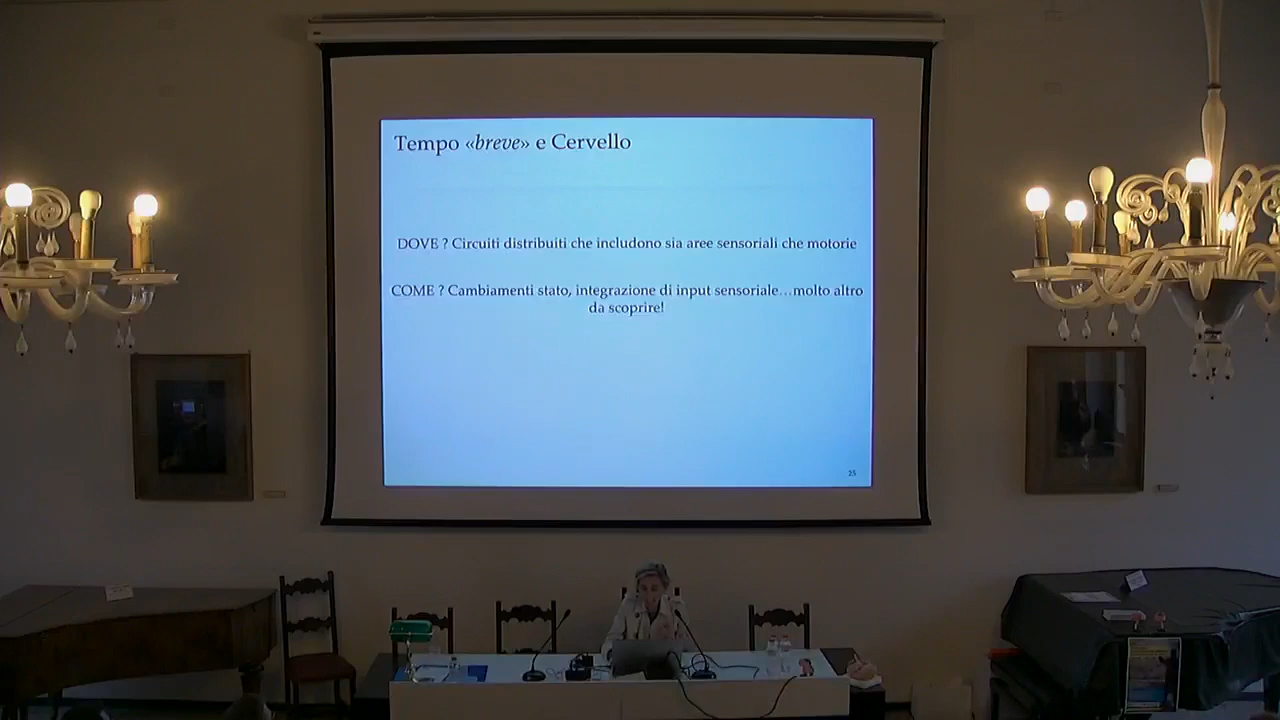 Tempo «breve» e Cervello
DOVE ? Circuiti distribuiti che includono sia aree sensoriali che motorie
COME ? Cambiamenti stato, integrazione di input sensoriale…molto altro
da scoprire!
25